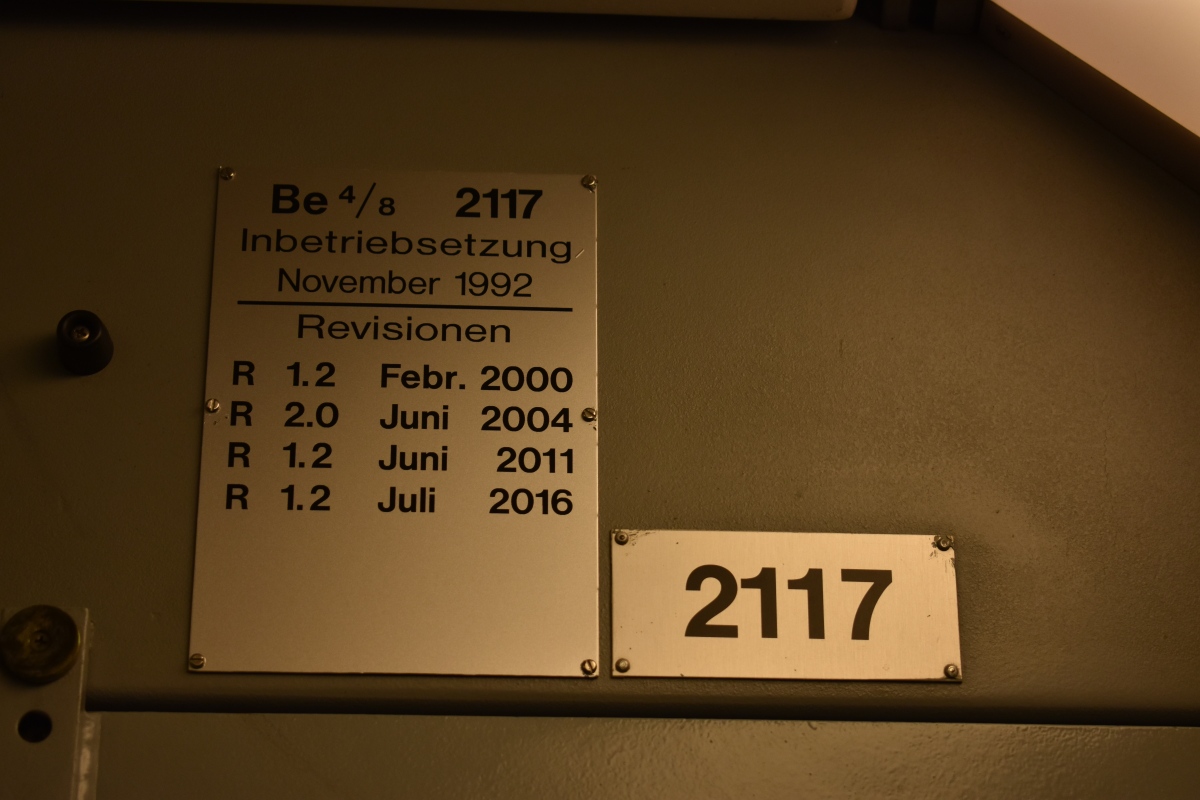 Be 4/8 2117
Inbetriebsetzung
November 1992
Revisionen
R 1.2 Febr. 2000
R 2.0 Juni 2004
R 1.2 Juni 2011
R 1.2 Juli 2016
2117